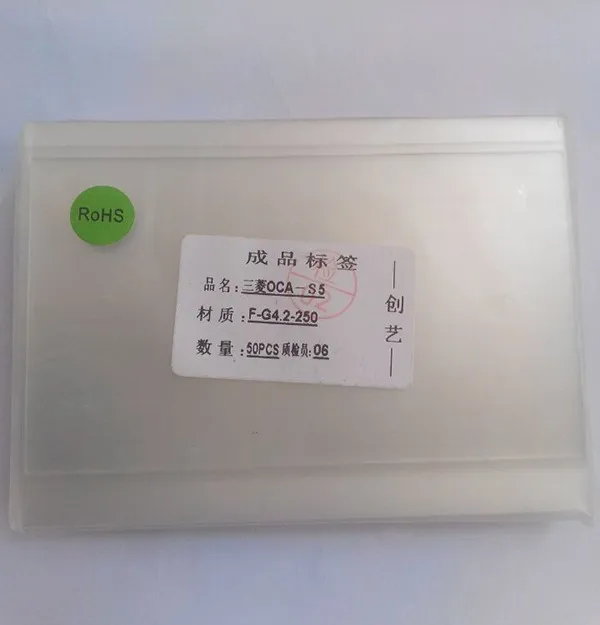 RoHS
成品标签
品名:三菱OCA-S5
材质:F-G4.2-250
数量:50PCS 质检员:06
创艺